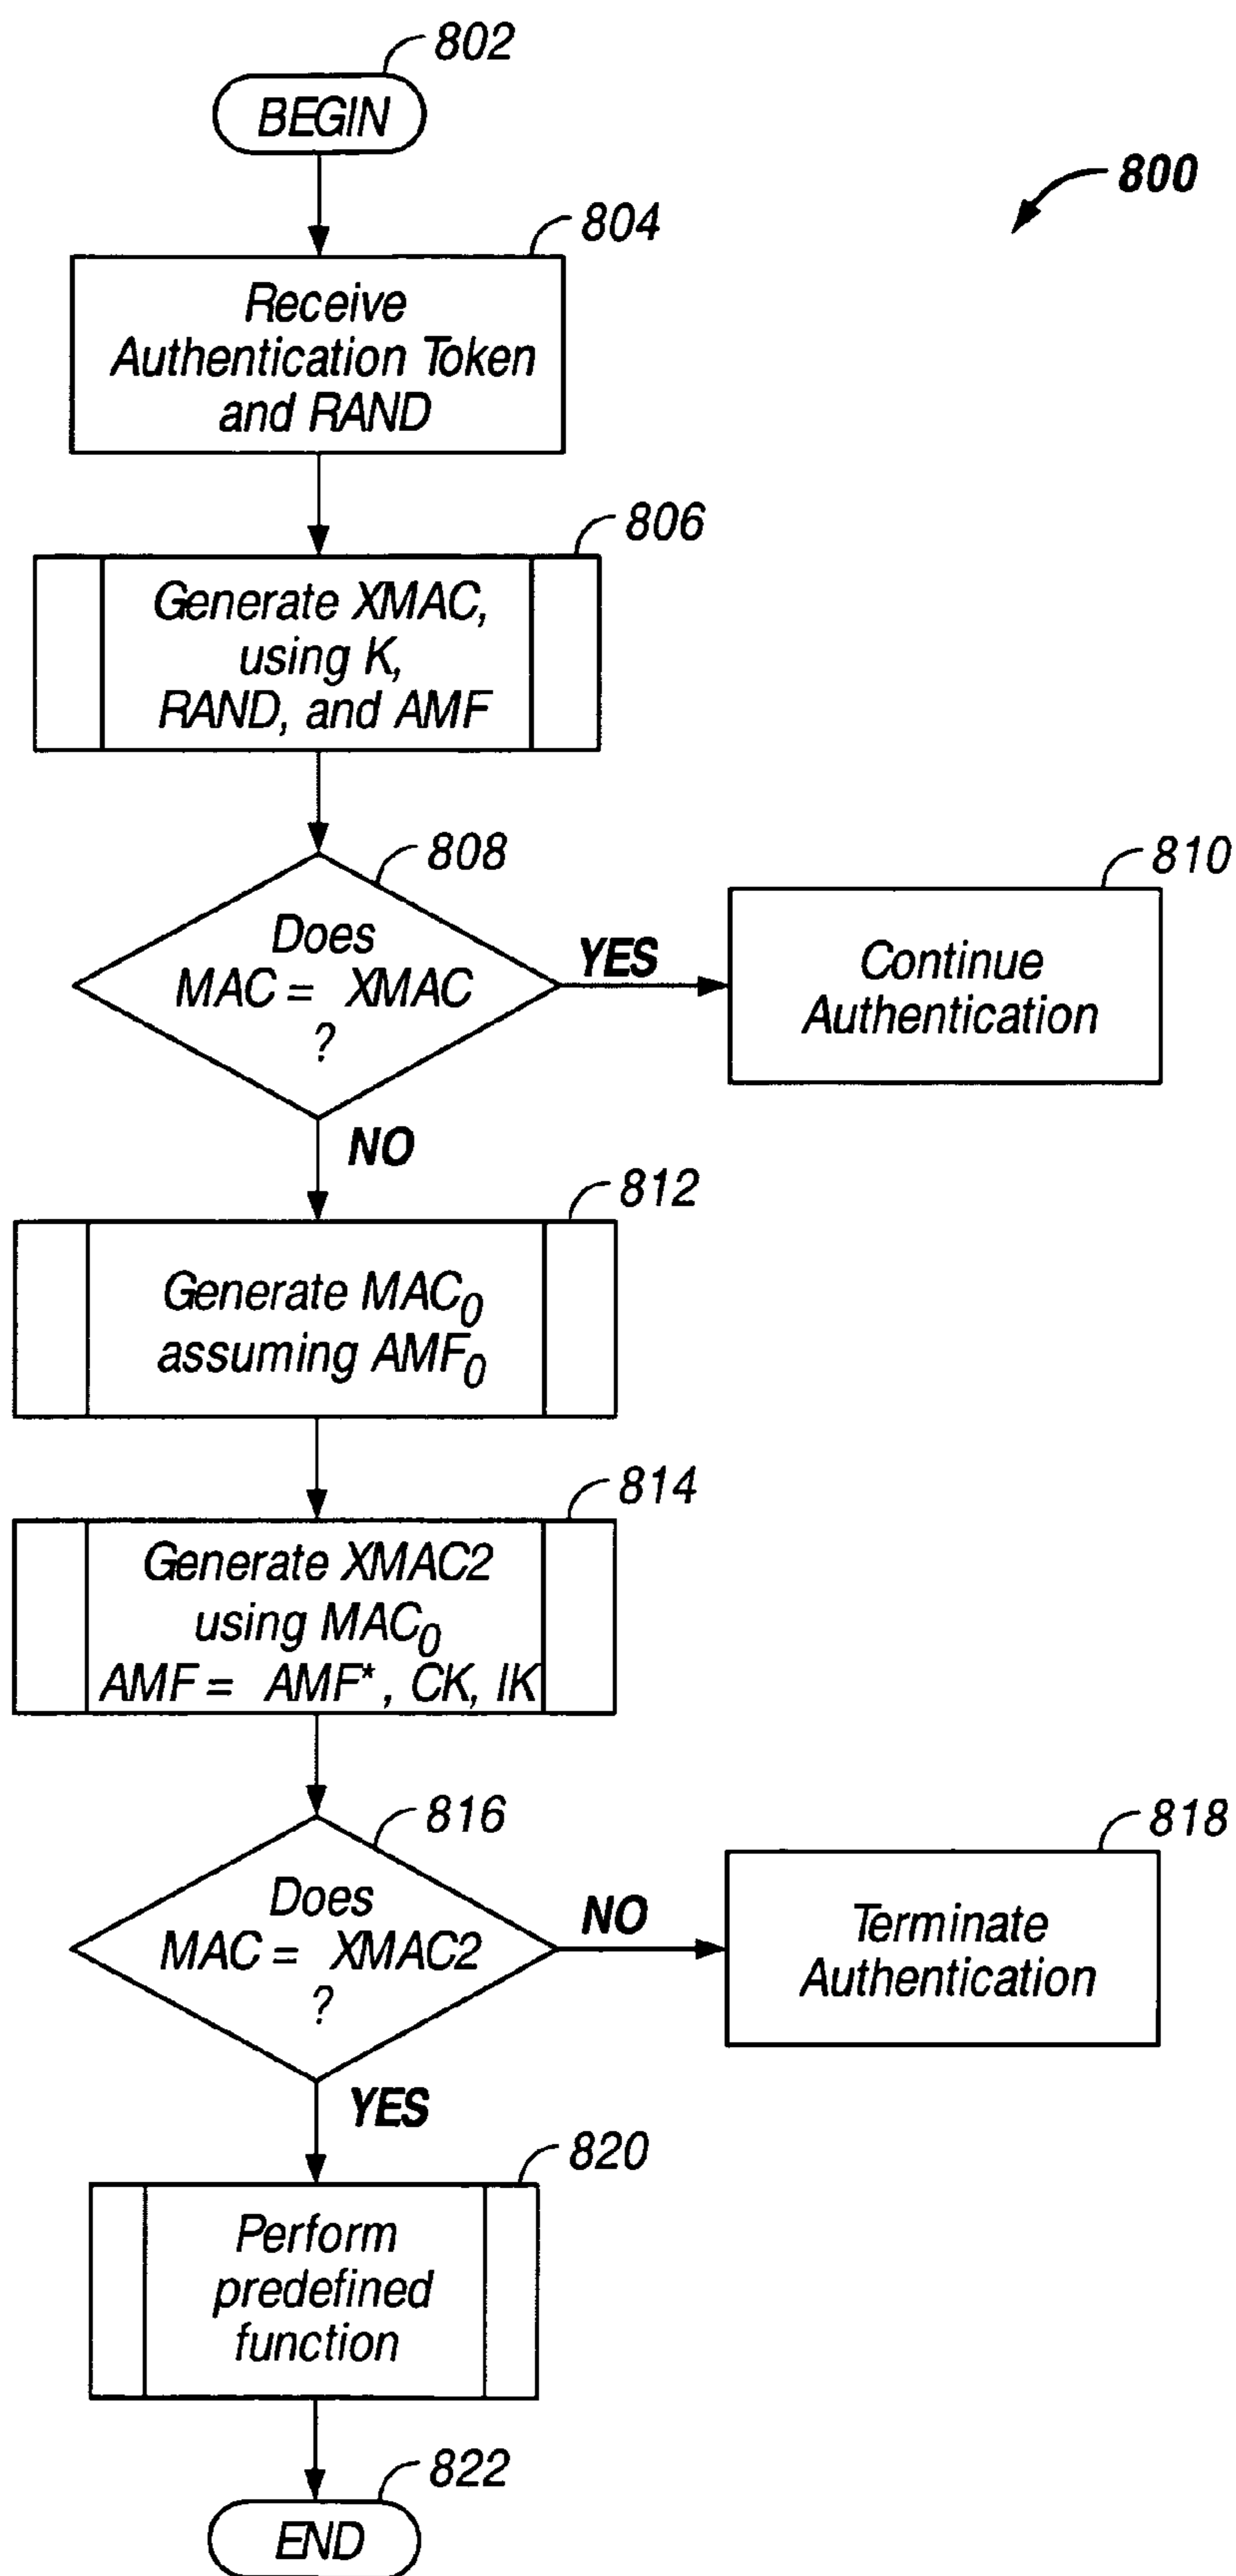 802
BEGIN
800
804
Receive
Authentication Token
and RAND
806
Generate XMAC,
using K,
RAND, and AMF
808
Does
MAC = XMAC
?
YES
810
Continue
Authentication
NO
812
Generate MAC₀
assuming AMF₀
814
Generate XMAC2
using MAC₀
AMF = AMF*, CK, IK
816
Does
MAC = XMAC2
?
NO
818
Terminate
Authentication
YES
820
Perform
predefined
function
822
END